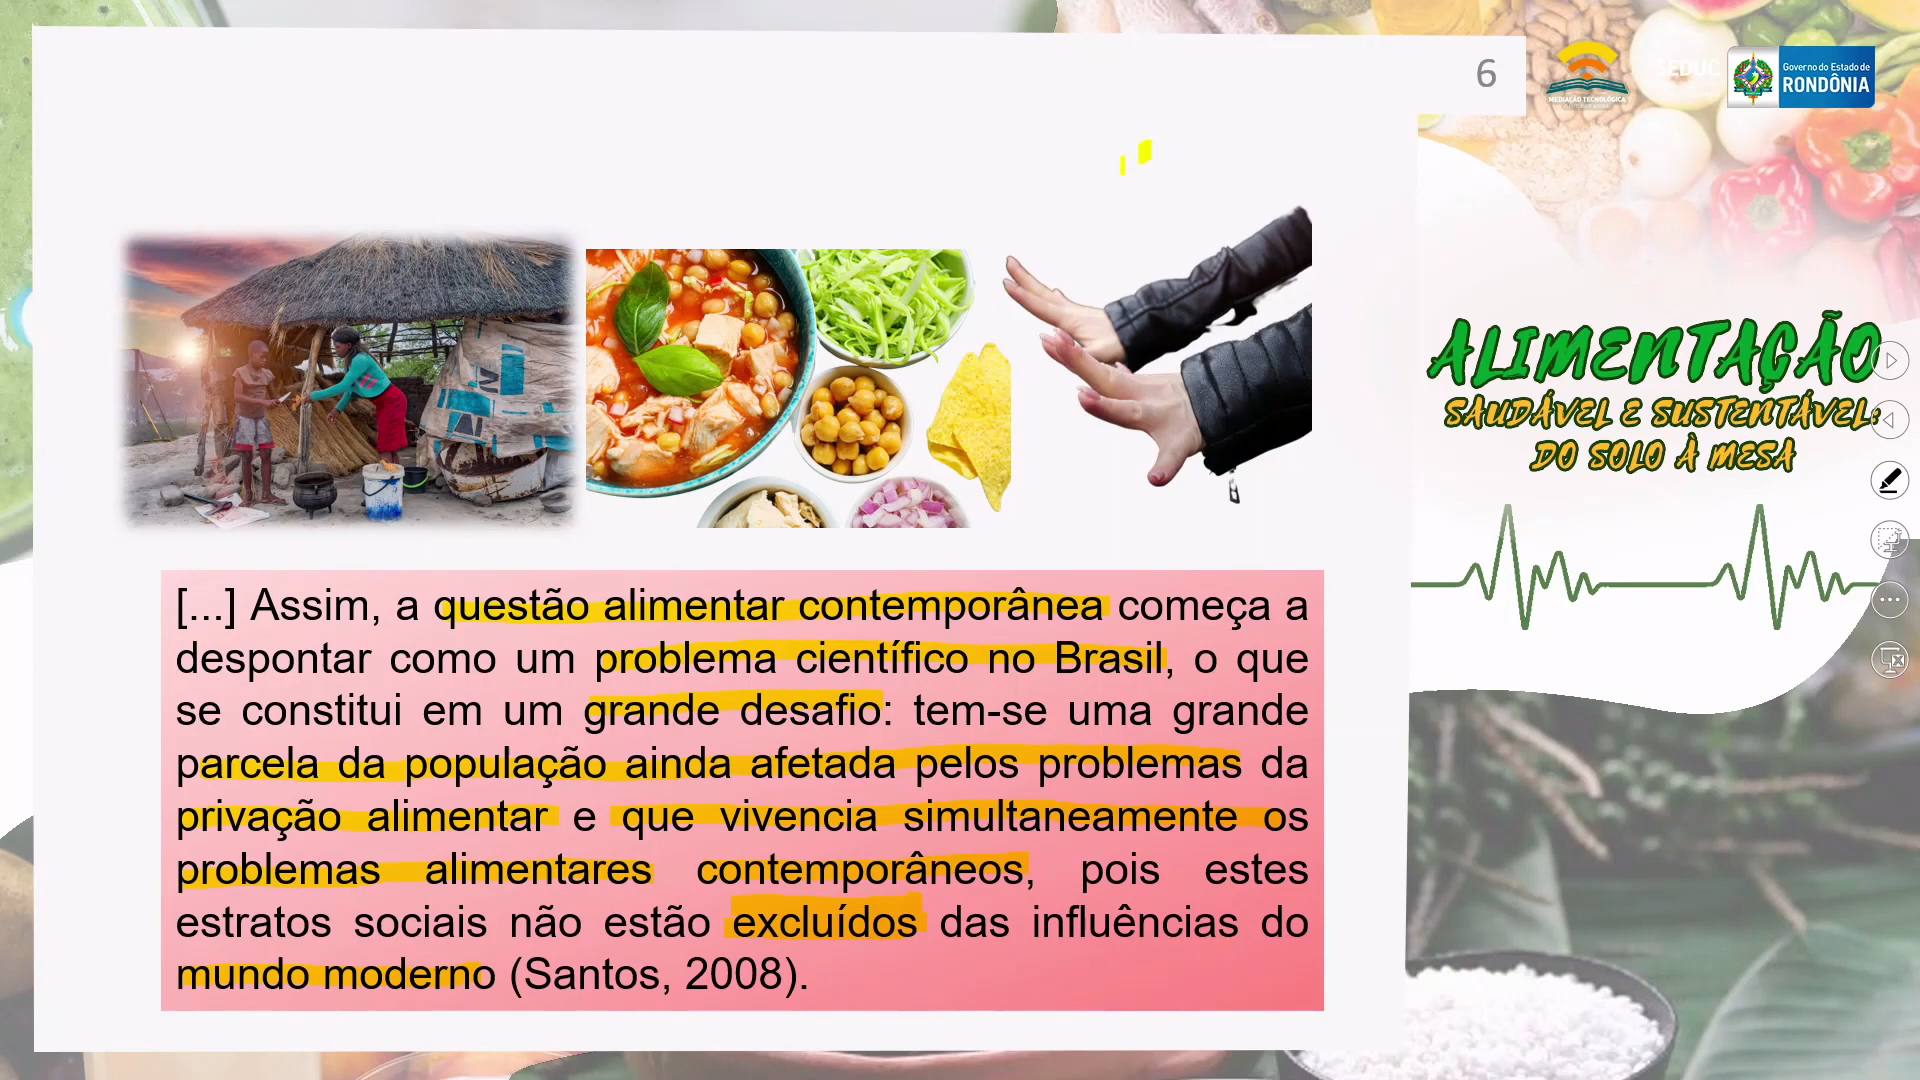 6
MEDIAÇÃO TECNOLÓGICA
SEDUC
Governo do Estado de
RONDÔNIA
ALIMENTAÇÃO
SAUDÁVEL E SUSTENTÁVEL:
DO SOLO À MESA
[...] Assim, a questão alimentar contemporânea começa a
despontar como um problema científico no Brasil, o que
se constitui em um grande desafio: tem-se uma grande
parcela da população ainda afetada pelos problemas da
privação alimentar e que vivencia simultaneamente os
problemas alimentares contemporâneos, pois estes
estratos sociais não estão excluídos das influências do
mundo moderno (Santos, 2008).